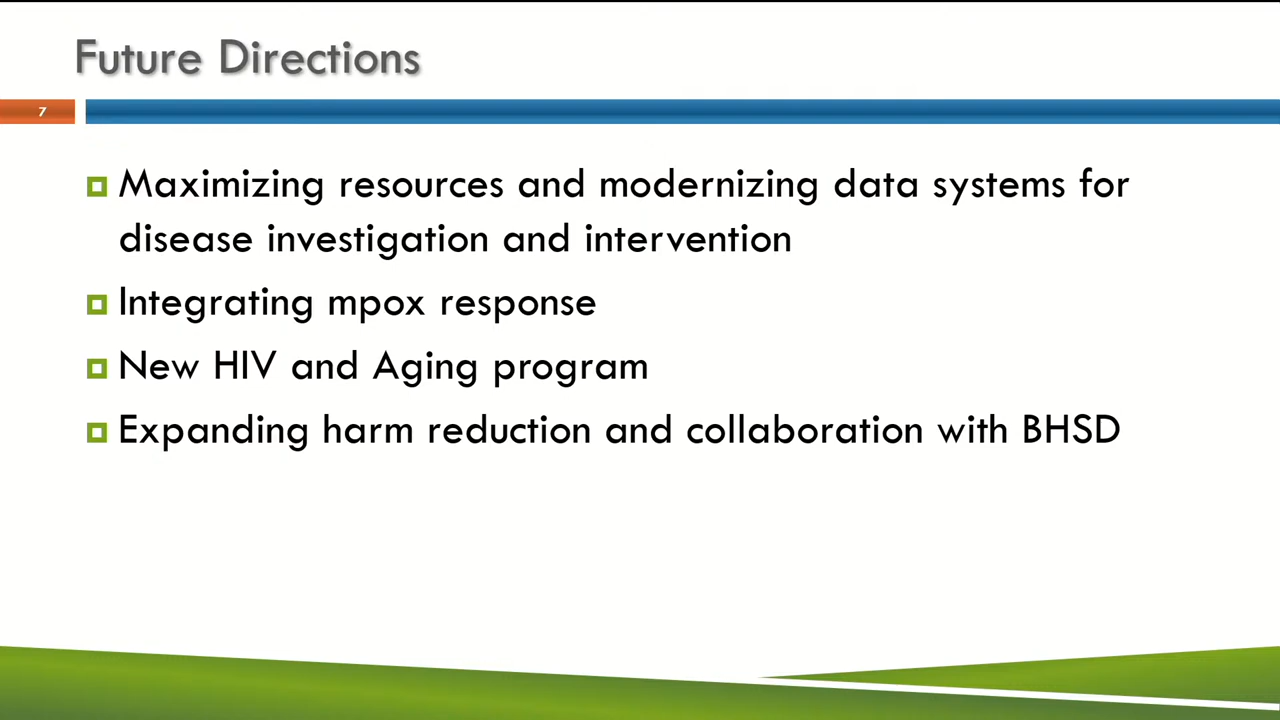 Future Directions
7
Maximizing resources and modernizing data systems for
disease investigation and intervention
Integrating mpox response
New HIV and Aging program
Expanding harm reduction and collaboration with BHSD